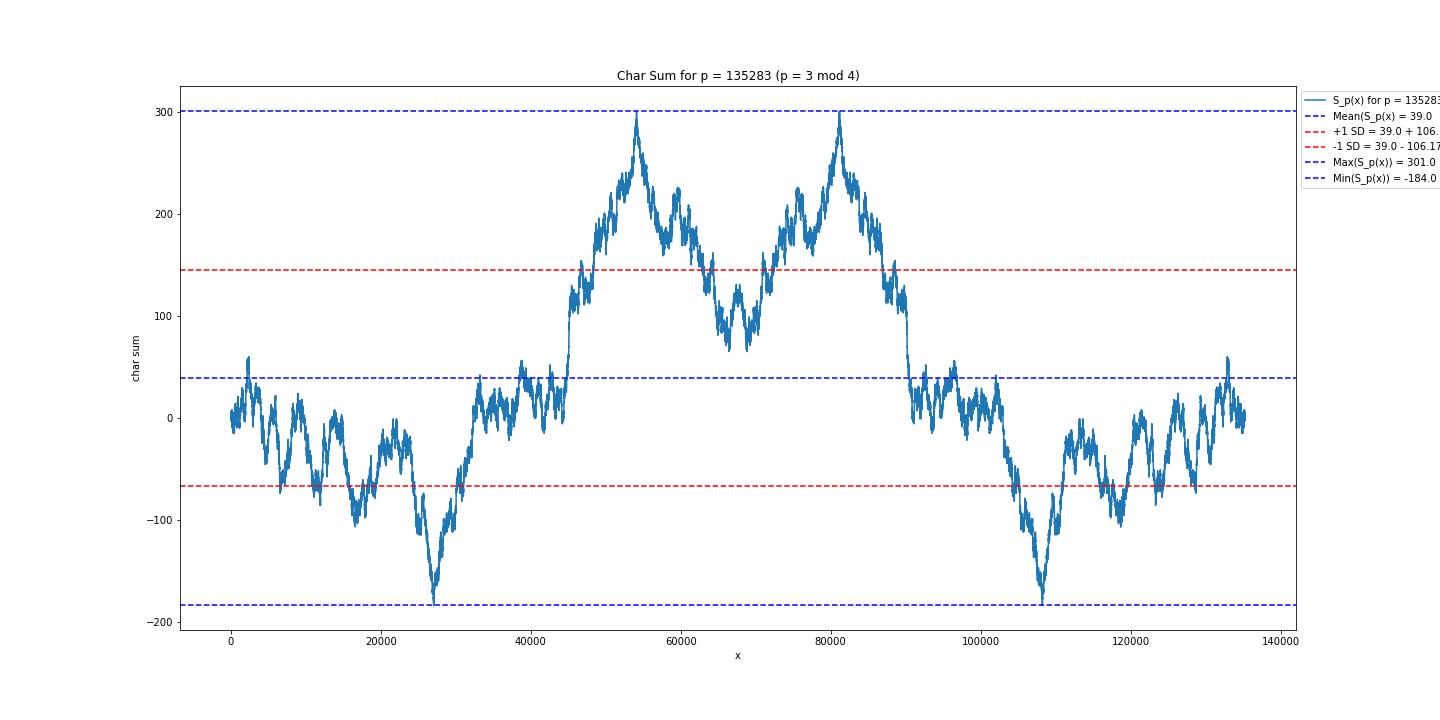 Char Sum for p = 135283 (p = 3 mod 4)
300
200
100
0
−100
−200
char sum
0
20000
40000
60000
80000
100000
120000
140000
x
S_p(x) for p = 135283
Mean(S_p(x) = 39.0
+1 SD = 39.0 + 106.
-1 SD = 39.0 - 106.17
Max(S_p(x)) = 301.0
Min(S_p(x)) = -184.0